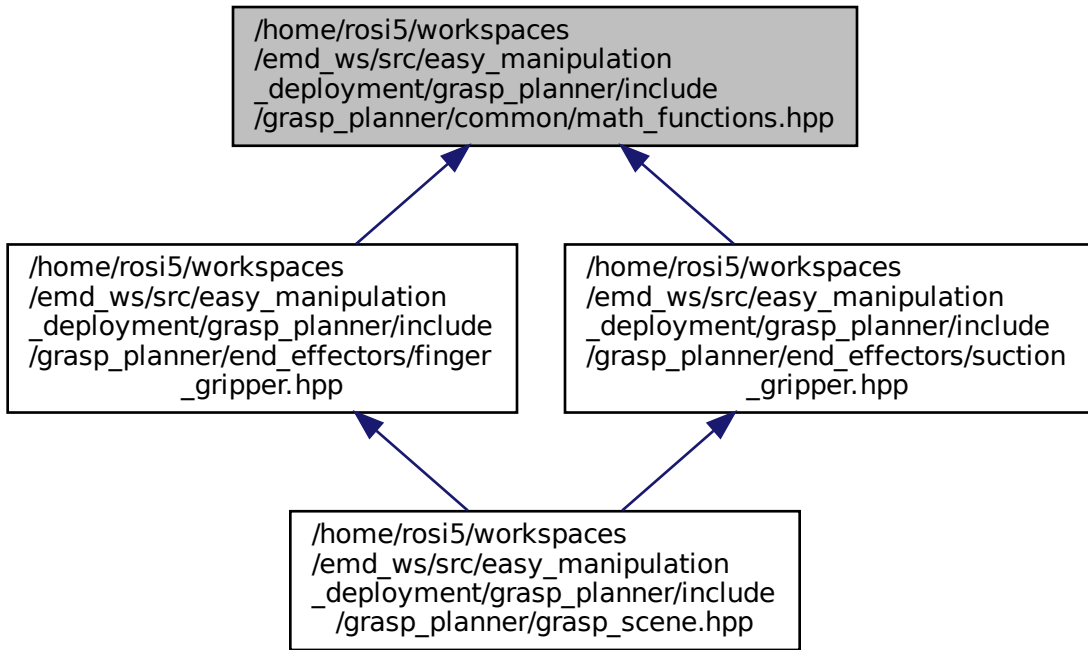 /home/rosi5/workspaces
/emd_ws/src/easy_manipulation
_deployment/grasp_planner/include
/grasp_planner/common/math_functions.hpp
/home/rosi5/workspaces
/emd_ws/src/easy_manipulation
_deployment/grasp_planner/include
/grasp_planner/end_effectors/finger
_gripper.hpp
/home/rosi5/workspaces
/emd_ws/src/easy_manipulation
_deployment/grasp_planner/include
/grasp_planner/end_effectors/suction
_gripper.hpp
/home/rosi5/workspaces
/emd_ws/src/easy_manipulation
_deployment/grasp_planner/include
/grasp_planner/grasp_scene.hpp